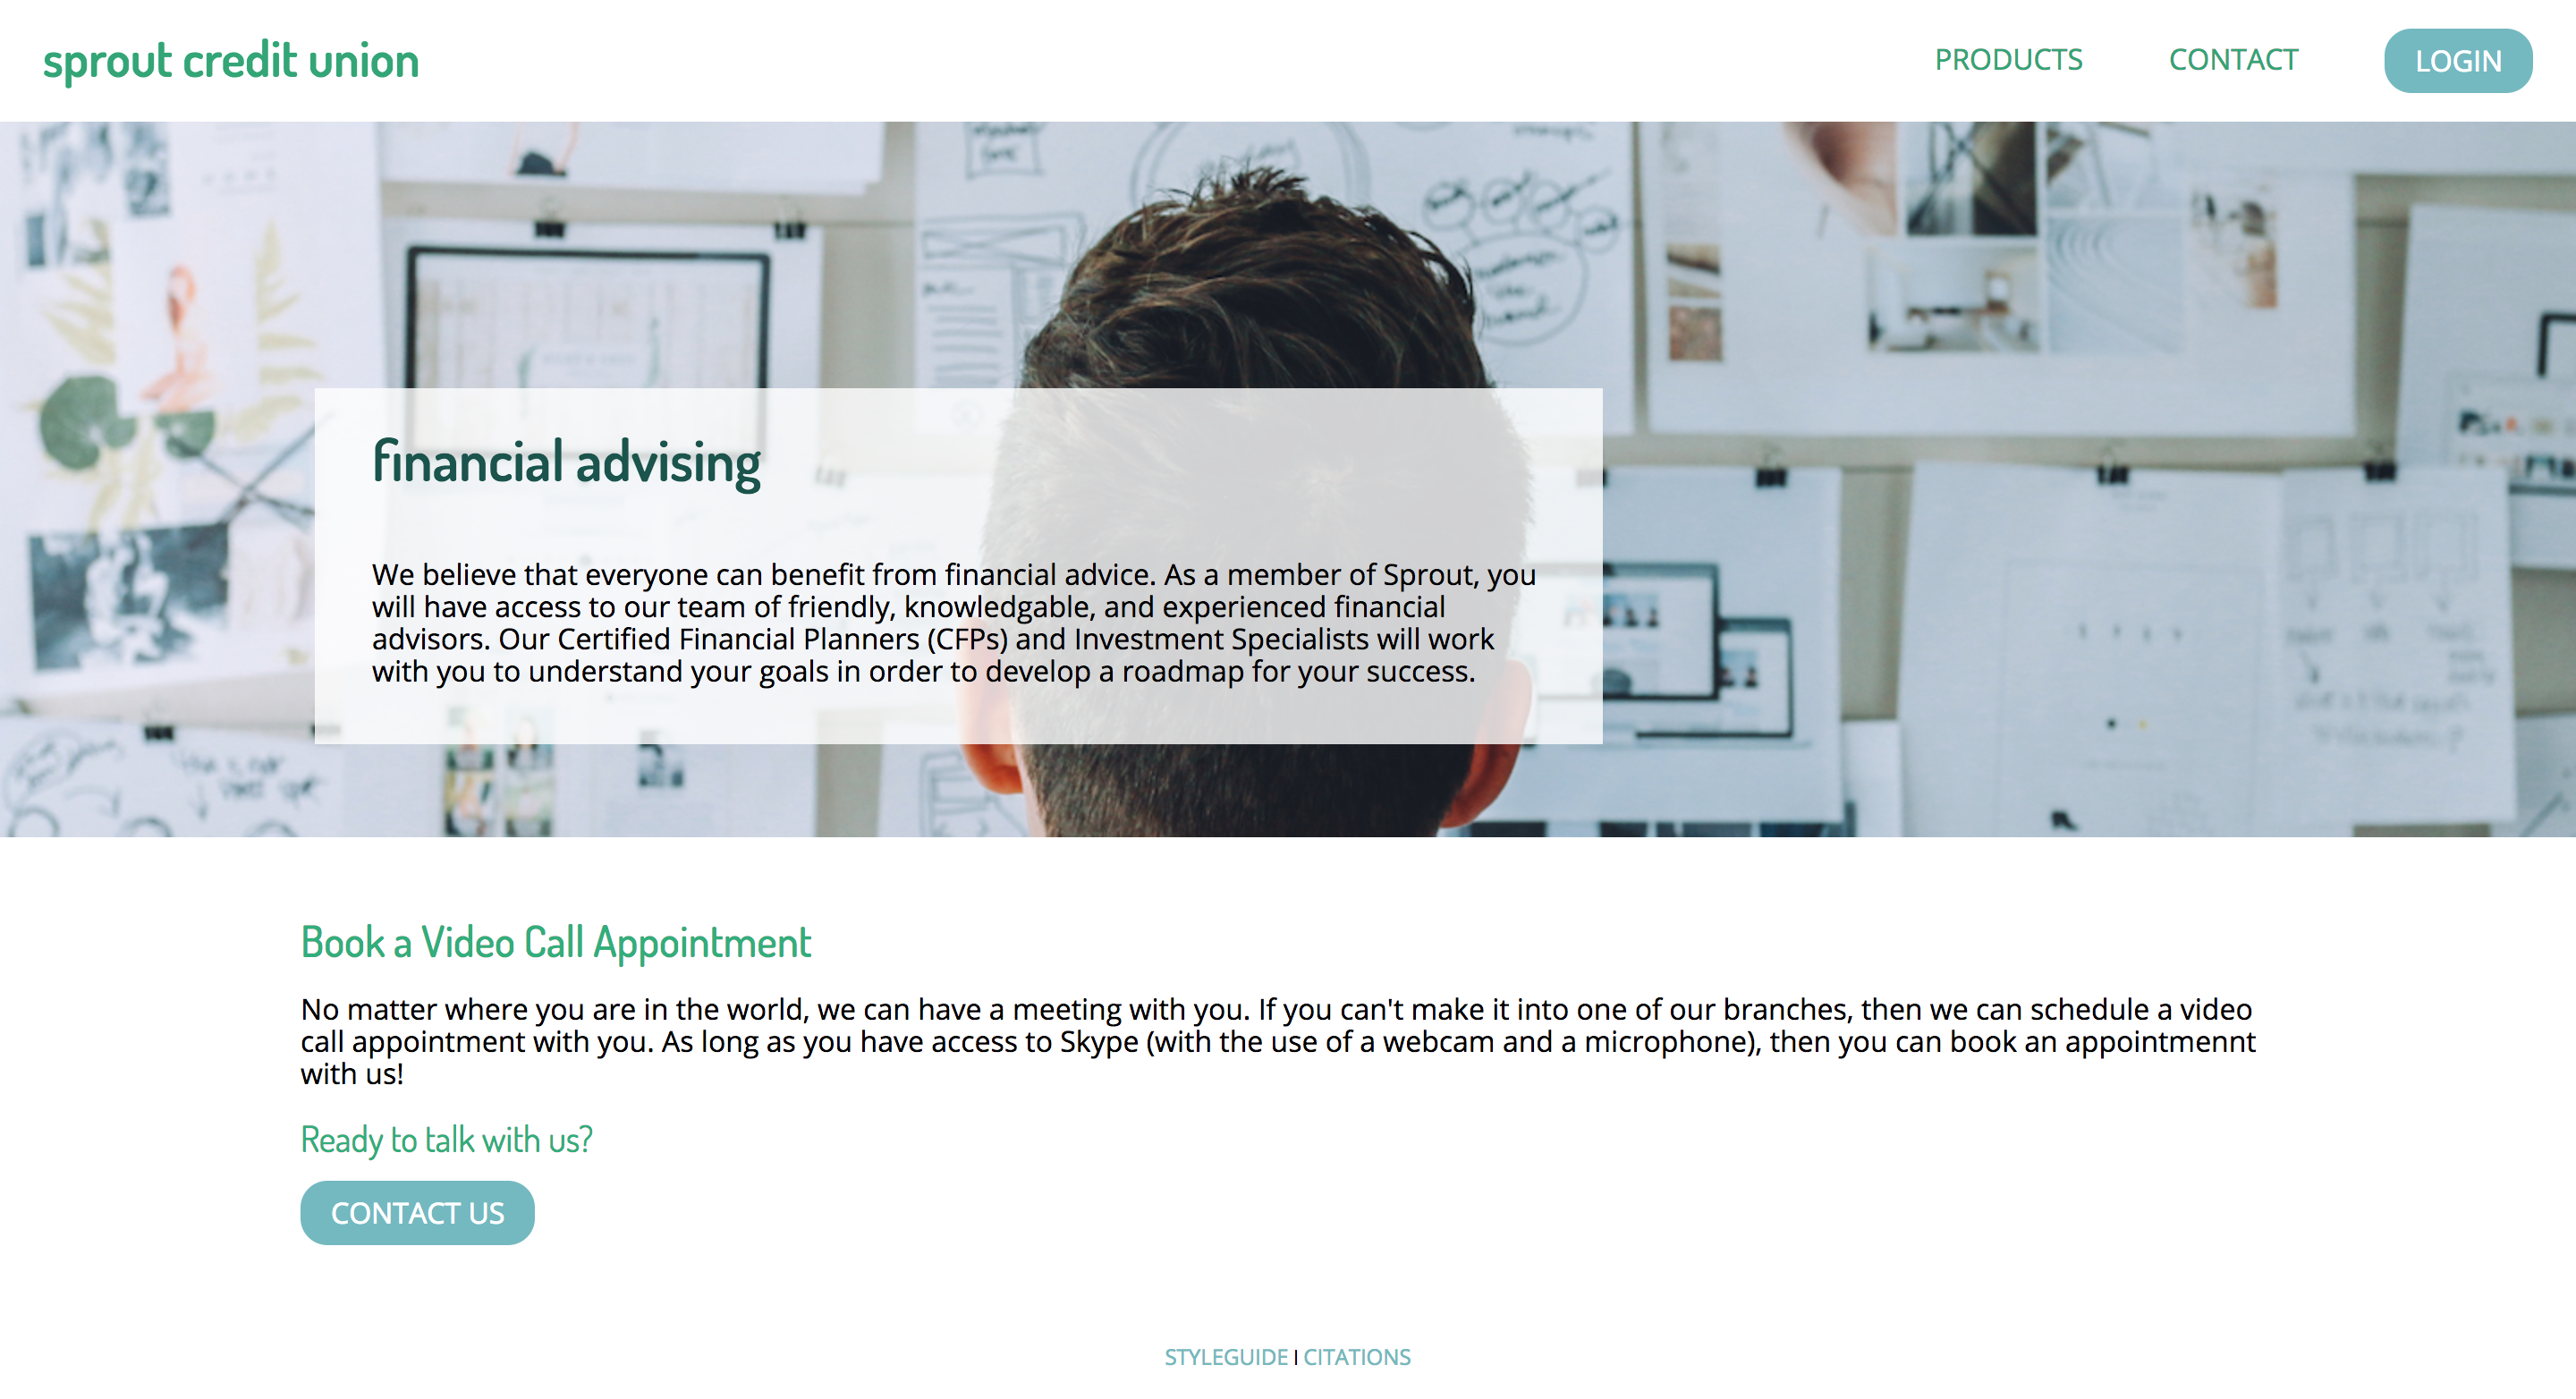 sprout credit union
PRODUCTS
CONTACT
LOGIN
financial advising
We believe that everyone can benefit from financial advice. As a member of Sprout, you
will have access to our team of friendly, knowledgable, and experienced financial
advisors. Our Certified Financial Planners (CFPs) and Investment Specialists will work
with you to understand your goals in order to develop a roadmap for your success.
Book a Video Call Appointment
No matter where you are in the world, we can have a meeting with you. If you can't make it into one of our branches, then we can schedule a video
call appointment with you. As long as you have access to Skype (with the use of a webcam and a microphone), then you can book an appointmennt
with us!
Ready to talk with us?
CONTACT US
STYLEGUIDE | CITATIONS